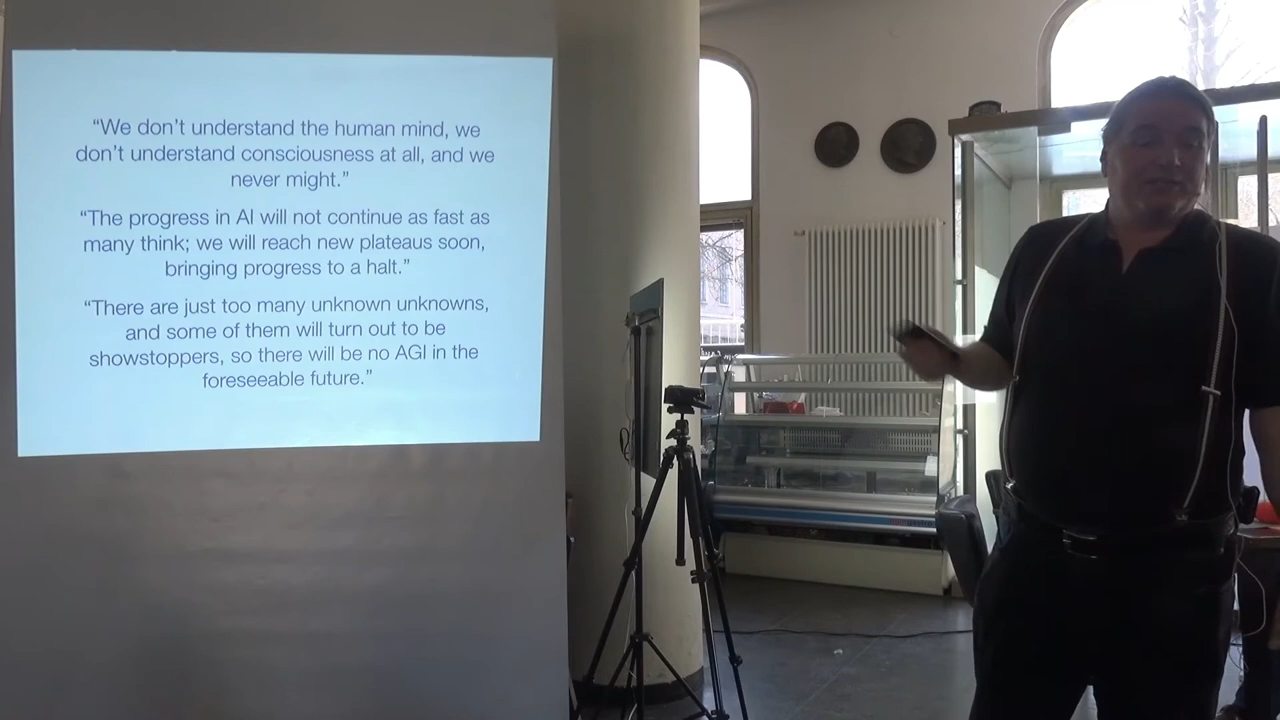 “We don’t understand the human mind, we
don’t understand consciousness at all, and we
never might.”
“The progress in AI will not continue as fast as
many think; we will reach new plateaus soon,
bringing progress to a halt.”
“There are just too many unknown unknowns,
and some of them will turn out to be
showstoppers, so there will be no AGI in the
foreseeable future.”